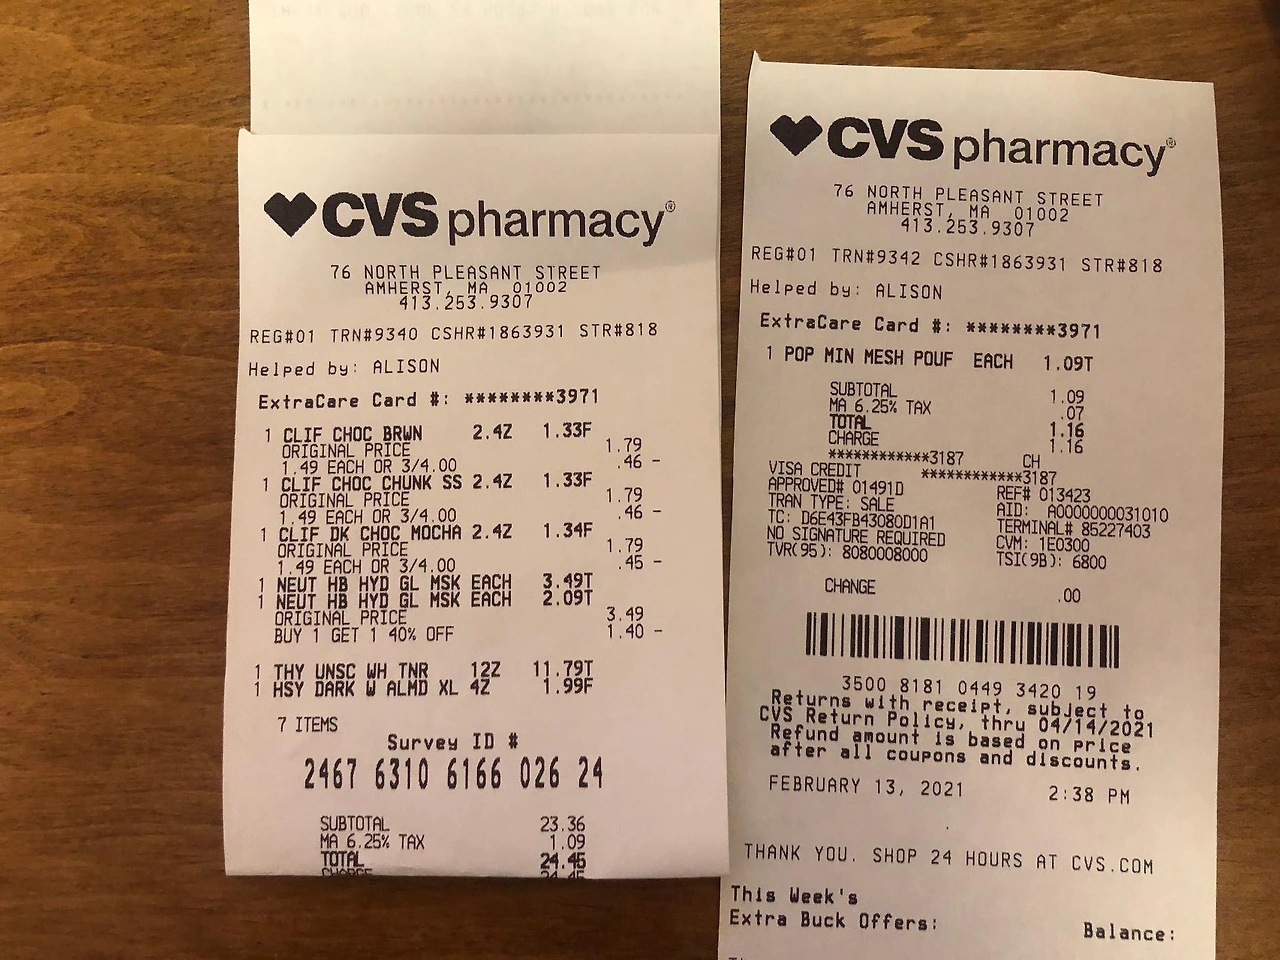 CVS pharmacy®
76 NORTH PLEASANT STREET
AMHERST, MA 01002
413.253.9307
REG#01 TRN#9340 CSHR#1863931 STR#818
Helped by: ALISON
ExtraCare Card #: ********3971
1 CLIF CHOC BRWN 2.4Z 1.33F
ORIGINAL PRICE 1.79
1.49 EACH OR 3/4.00 .46 -
1 CLIF CHOC CHUNK SS 2.4Z 1.33F
ORIGINAL PRICE 1.79
1.49 EACH OR 3/4.00 .46 -
1 CLIF DK CHOC MOCHA 2.4Z 1.34F
ORIGINAL PRICE 1.79
1.49 EACH OR 3/4.00 .45 -
1 NEUT HB HYD GL MSK EACH 3.49T
1 NEUT HB HYD GL MSK EACH 2.09T
ORIGINAL PRICE 3.49
BUY 1 GET 1 40% OFF 1.40 -
1 THY UNSC WH TNR 12Z 11.79T
1 HSY DARK W ALMD XL 4Z 1.99F
7 ITEMS
Survey ID #
2467 6310 6166 026 24
SUBTOTAL 23.36
MA 6.25% TAX 1.09
TOTAL 24.45
CHARGE 24.45
CVS pharmacy®
76 NORTH PLEASANT STREET
AMHERST, MA 01002
413.253.9307
REG#01 TRN#9342 CSHR#1863931 STR#818
Helped by: ALISON
ExtraCare Card #: ********3971
1 POP MIN MESH POUF EACH 1.09T
SUBTOTAL 1.09
MA 6.25% TAX .07
TOTAL 1.16
CHARGE 1.16
************3187 CH
VISA CREDIT ************3187
APPROVED# 01491D REF# 013423
TRAN TYPE: SALE AID: A0000000031010
TC: D6E43FB43080D1A1 TERMINAL# 85227403
NO SIGNATURE REQUIRED CVM: 1E0300
TVR(95): 8080008000 TSI(9B): 6800
CHANGE .00
3500 8181 0449 3420 19
Returns with receipt, subject to
CVS Return Policy, thru 04/14/2021
Refund amount is based on price
after all coupons and discounts.
FEBRUARY 13, 2021 2:38 PM
THANK YOU. SHOP 24 HOURS AT CVS.COM
This Week's
Extra Buck Offers: Balance: